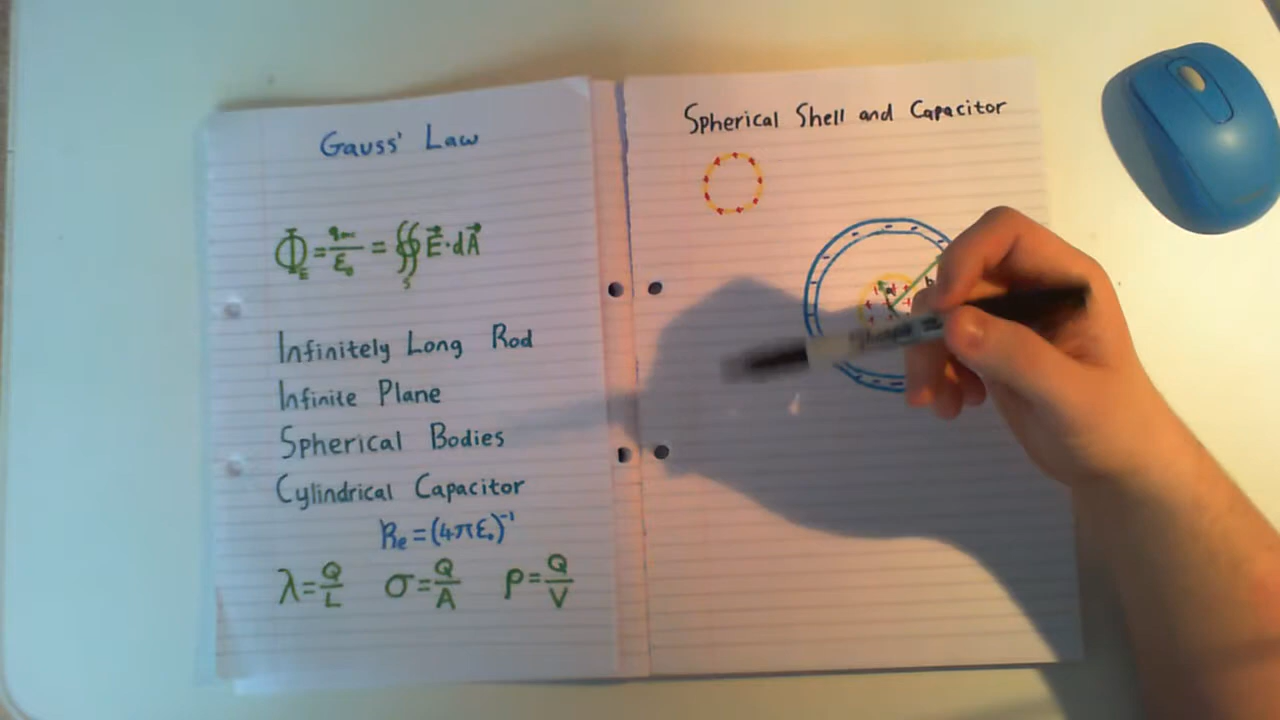 Gauss' Law
Φ_E = q_enc/ε₀ = ∯_S E⃗·dA⃗
Infinitely Long Rod
Infinite Plane
Spherical Bodies
Cylindrical Capacitor
k_e = (4πε₀)⁻¹
λ = Q/L σ = Q/A ρ = Q/V
Spherical Shell and Capacitor
a
b